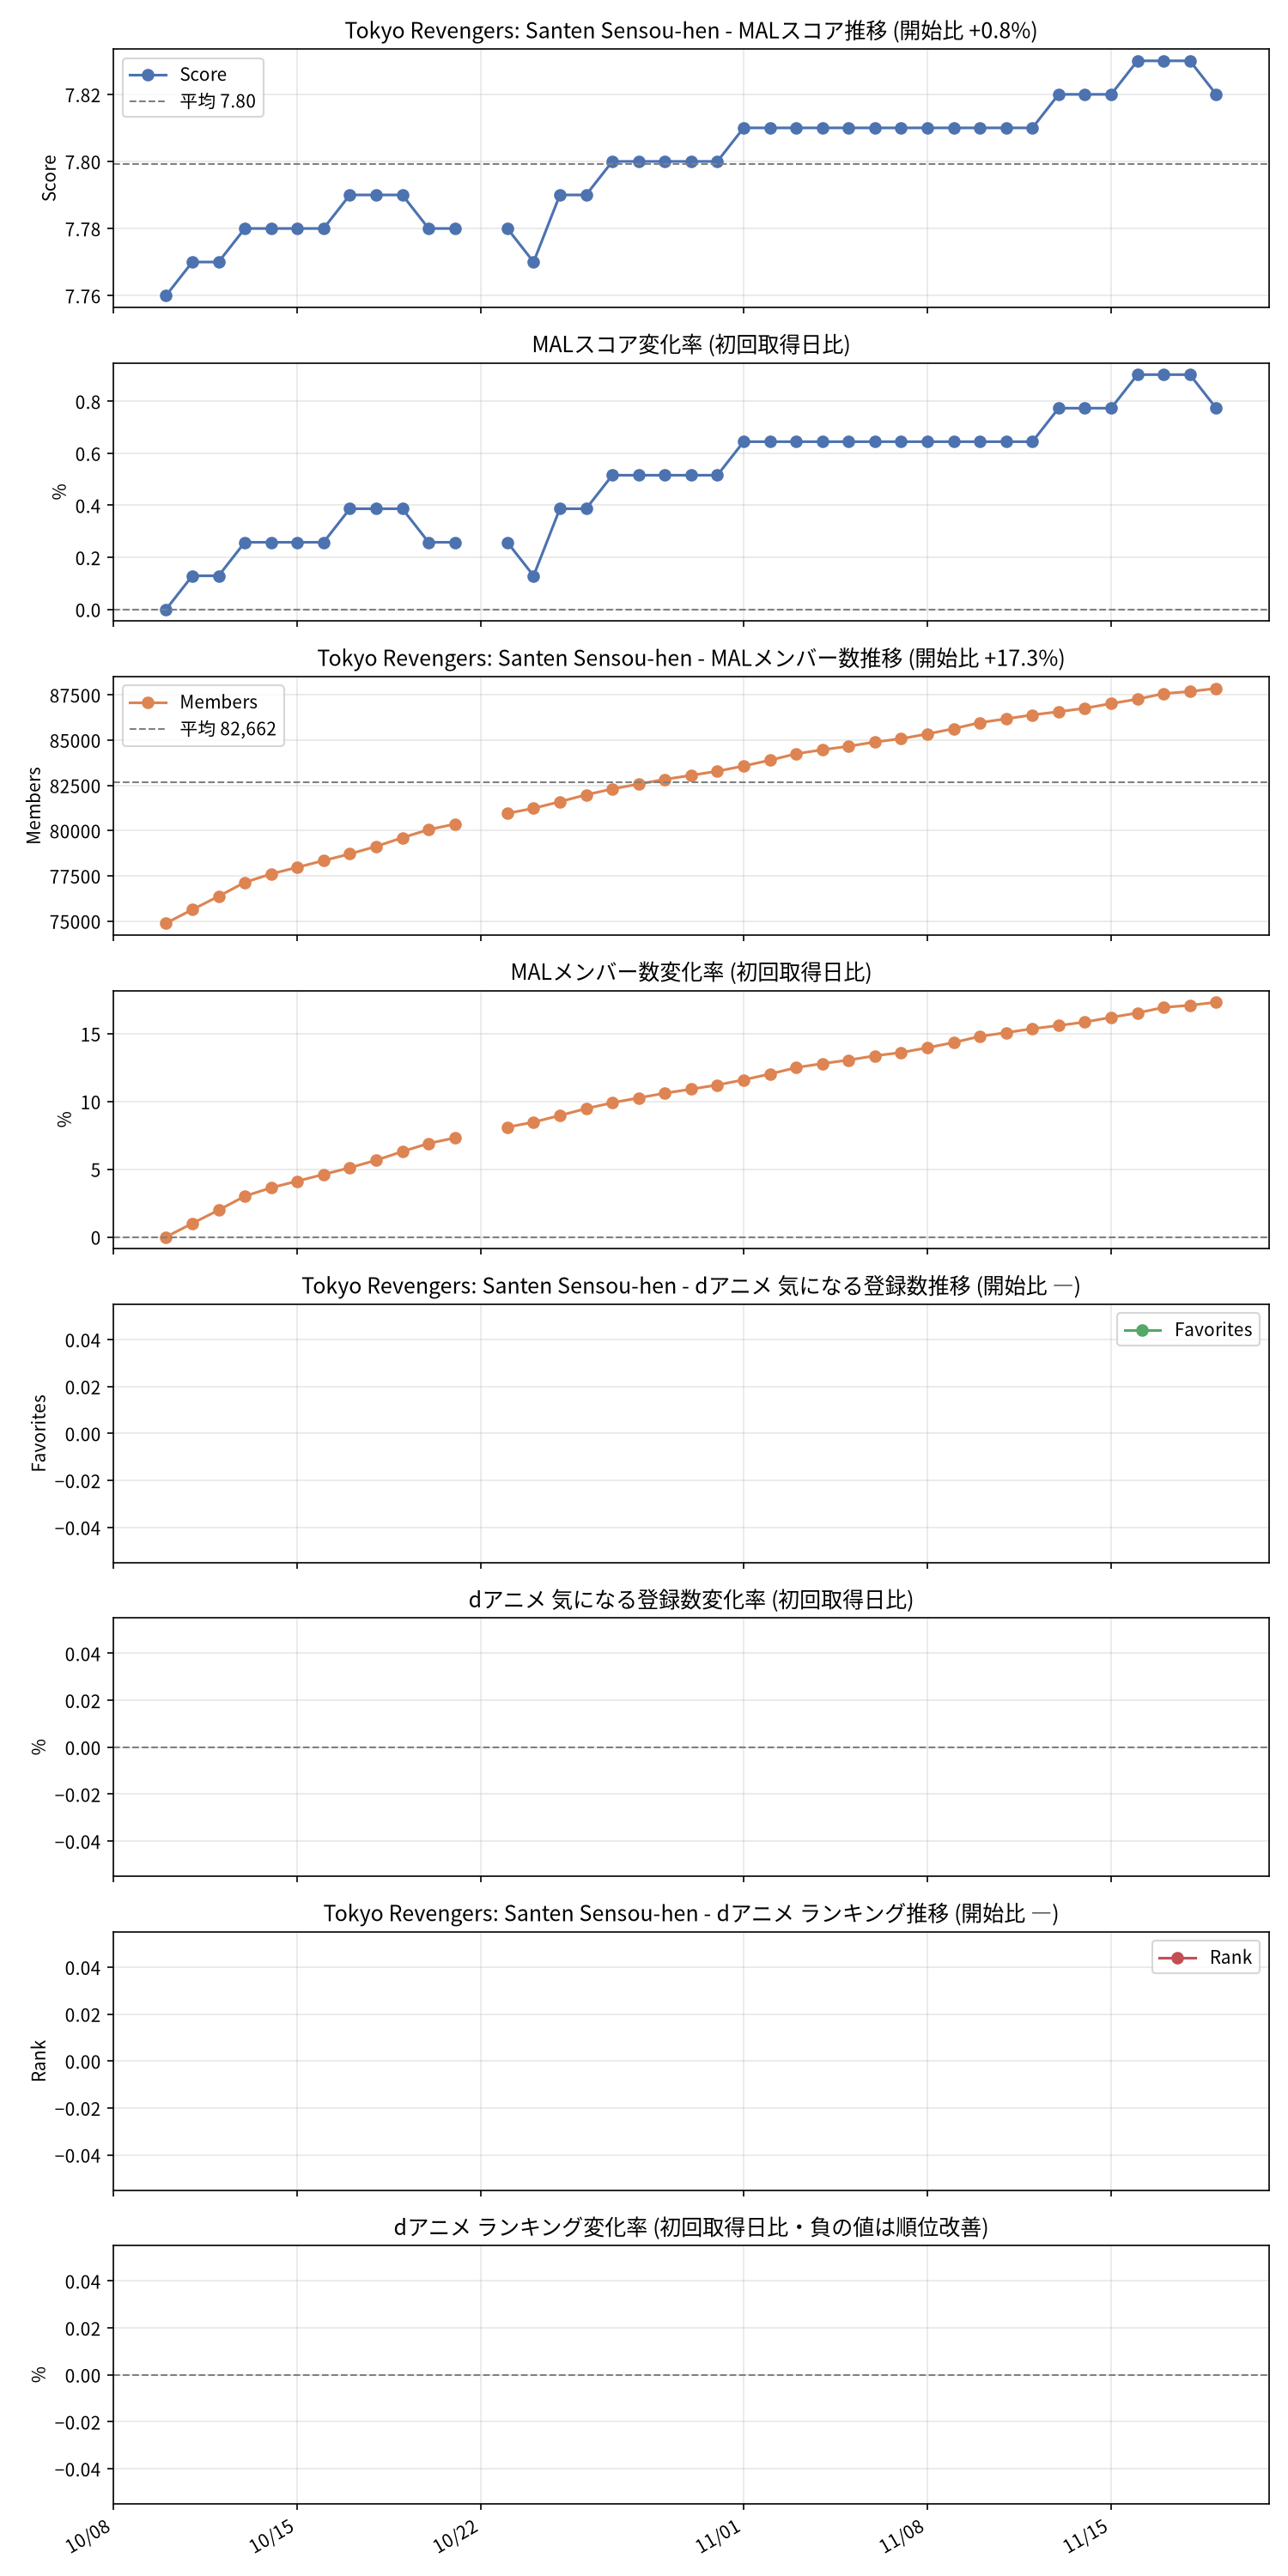 Tokyo Revengers: Santen Sensou-hen - MALスコア推移 (開始比 +0.8%)
Score
平均 7.80
Score
7.82
7.80
7.78
7.76
MALスコア変化率 (初回取得日比)
%
0.8
0.6
0.4
0.2
0.0
Tokyo Revengers: Santen Sensou-hen - MALメンバー数推移 (開始比 +17.3%)
Members
平均 82,662
Members
87500
85000
82500
80000
77500
75000
MALメンバー数変化率 (初回取得日比)
%
15
10
5
0
Tokyo Revengers: Santen Sensou-hen - dアニメ 気になる登録数推移 (開始比 —)
Favorites
Favorites
0.04
0.02
0.00
−0.02
−0.04
dアニメ 気になる登録数変化率 (初回取得日比)
%
0.04
0.02
0.00
−0.02
−0.04
Tokyo Revengers: Santen Sensou-hen - dアニメ ランキング推移 (開始比 —)
Rank
Rank
0.04
0.02
0.00
−0.02
−0.04
dアニメ ランキング変化率 (初回取得日比・負の値は順位改善)
%
0.04
0.02
0.00
−0.02
−0.04
10/08
10/15
10/22
11/01
11/08
11/15